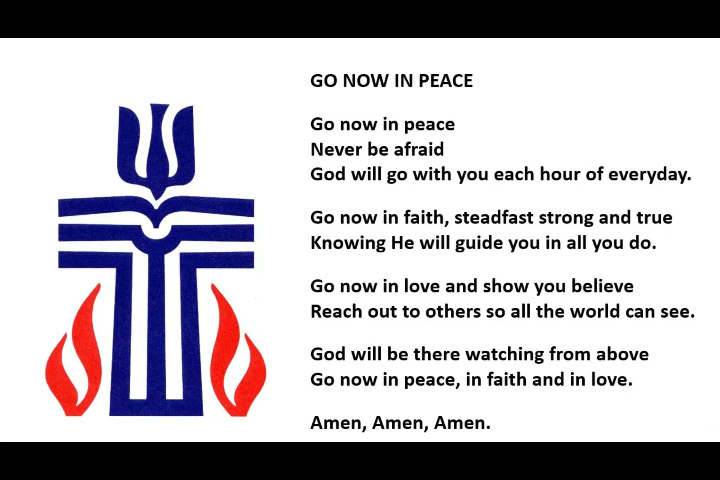 GO NOW IN PEACE
Go now in peace
Never be afraid
God will go with you each hour of everyday.
Go now in faith, steadfast strong and true
Knowing He will guide you in all you do.
Go now in love and show you believe
Reach out to others so all the world can see.
God will be there watching from above
Go now in peace, in faith and in love.
Amen, Amen, Amen.